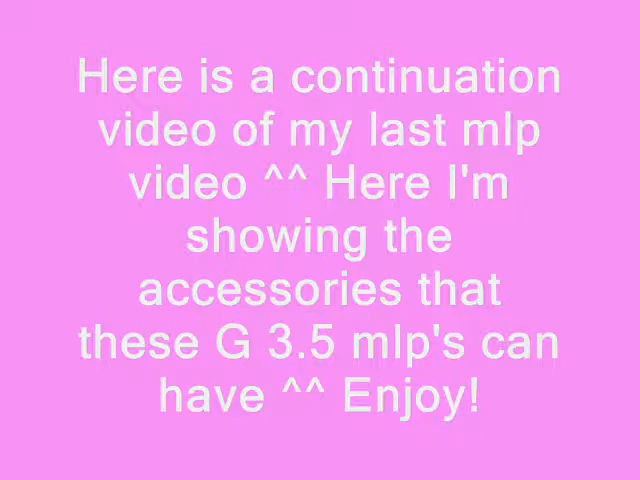 Here is a continuation
video of my last mlp
video ^^ Here I'm
showing the
accessories that
these G 3.5 mlp's can
have ^^ Enjoy!